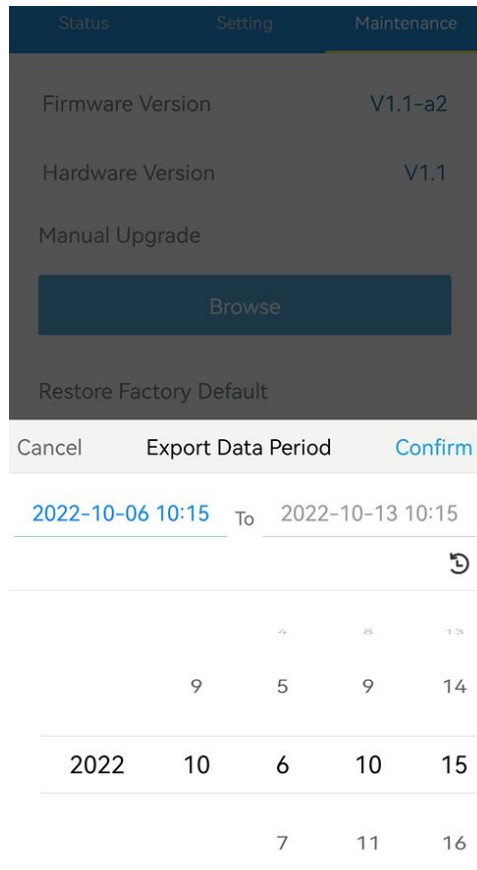 Status Setting Maintenance
Firmware Version V1.1-a2
Hardware Version V1.1
Manual Upgrade
Browse
Restore Factory Default
Cancel Export Data Period Confirm
2022-10-06 10:15 To 2022-10-13 10:15
4 8 13
9 5 9 14
2022 10 6 10 15
7 11 16